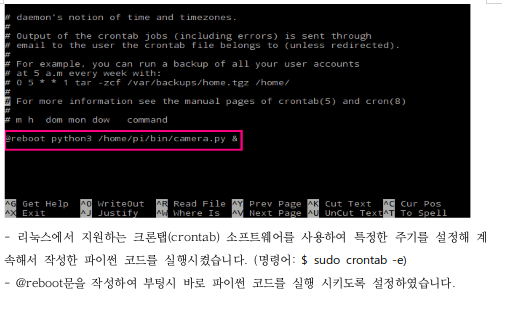 # daemon's notion of time and timezones.
#
# Output of the crontab jobs (including errors) is sent through
# email to the user the crontab file belongs to (unless redirected).
#
# For example, you can run a backup of all your user accounts
# at 5 a.m every week with:
# 0 5 * * 1 tar -zcf /var/backups/home.tgz /home/
#
# For more information see the manual pages of crontab(5) and cron(8)
#
# m h  dom mon dow   command
@reboot python3 /home/pi/bin/camera.py &
^G Get Help ^O WriteOut ^R Read File ^Y Prev Page ^K Cut Text ^C Cur Pos
^X Exit ^J Justify ^W Where Is ^V Next Page ^U UnCut Text ^T To Spell
- 리눅스에서 지원하는 크론탭(crontab) 소프트웨어를 사용하여 특정한 주기를 설정해 계
속해서 작성한 파이썬 코드를 실행시켰습니다. (명령어: $ sudo crontab -e)
- @reboot문을 작성하여 부팅시 바로 파이썬 코드를 실행 시키도록 설정하였습니다.